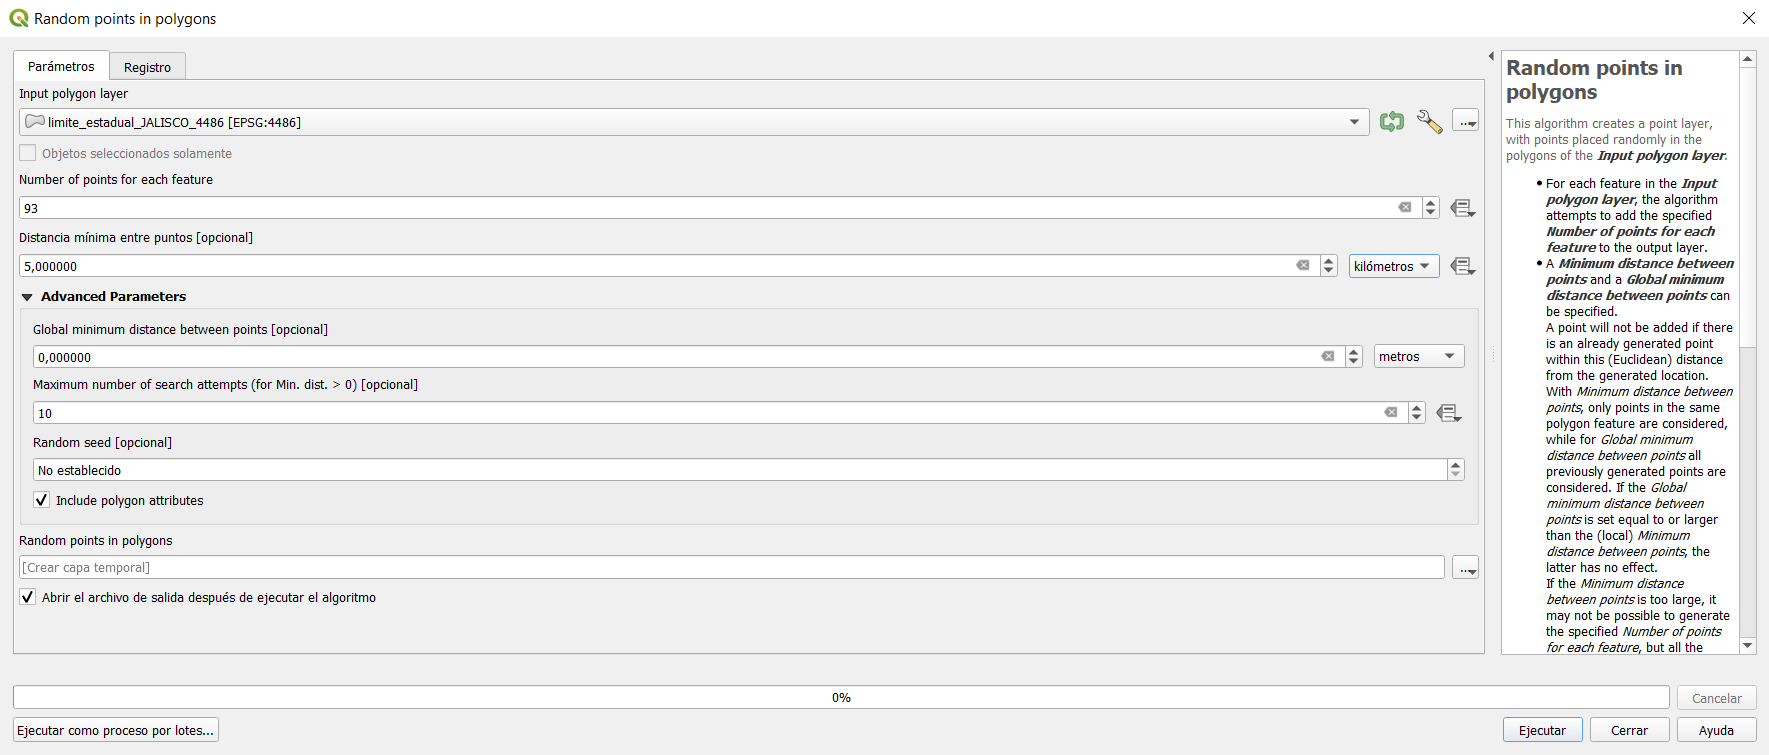 Random points in polygons
Parámetros
Registro
Input polygon layer
limite_estadual_JALISCO_4486 [EPSG:4486]
...
Objetos seleccionados solamente
Number of points for each feature
93
Distancia mínima entre puntos [opcional]
5,000000
kilómetros
Advanced Parameters
Global minimum distance between points [opcional]
0,000000
metros
Maximum number of search attempts (for Min. dist. > 0) [opcional]
10
Random seed [opcional]
No establecido
Include polygon attributes
Random points in polygons
[Crear capa temporal]
...
Abrir el archivo de salida después de ejecutar el algoritmo
Random points in
polygons
This algorithm creates a point layer,
with points placed randomly in the
polygons of the Input polygon layer.
• For each feature in the Input
polygon layer, the algorithm
attempts to add the specified
Number of points for each
feature to the output layer.
• A Minimum distance between
points and a Global minimum
distance between points can
be specified.
A point will not be added if there
is an already generated point
within this (Euclidean) distance
from the generated location.
With Minimum distance between
points, only points in the same
polygon feature are considered,
while for Global minimum
distance between points all
previously generated points are
considered. If the Global
minimum distance between
points is set equal to or larger
than the (local) Minimum
distance between points, the
latter has no effect.
If the Minimum distance
between points is too large, it
may not be possible to generate
the specified Number of points
for each feature, but all the
0%
Cancelar
Ejecutar como proceso por lotes...
Ejecutar
Cerrar
Ayuda